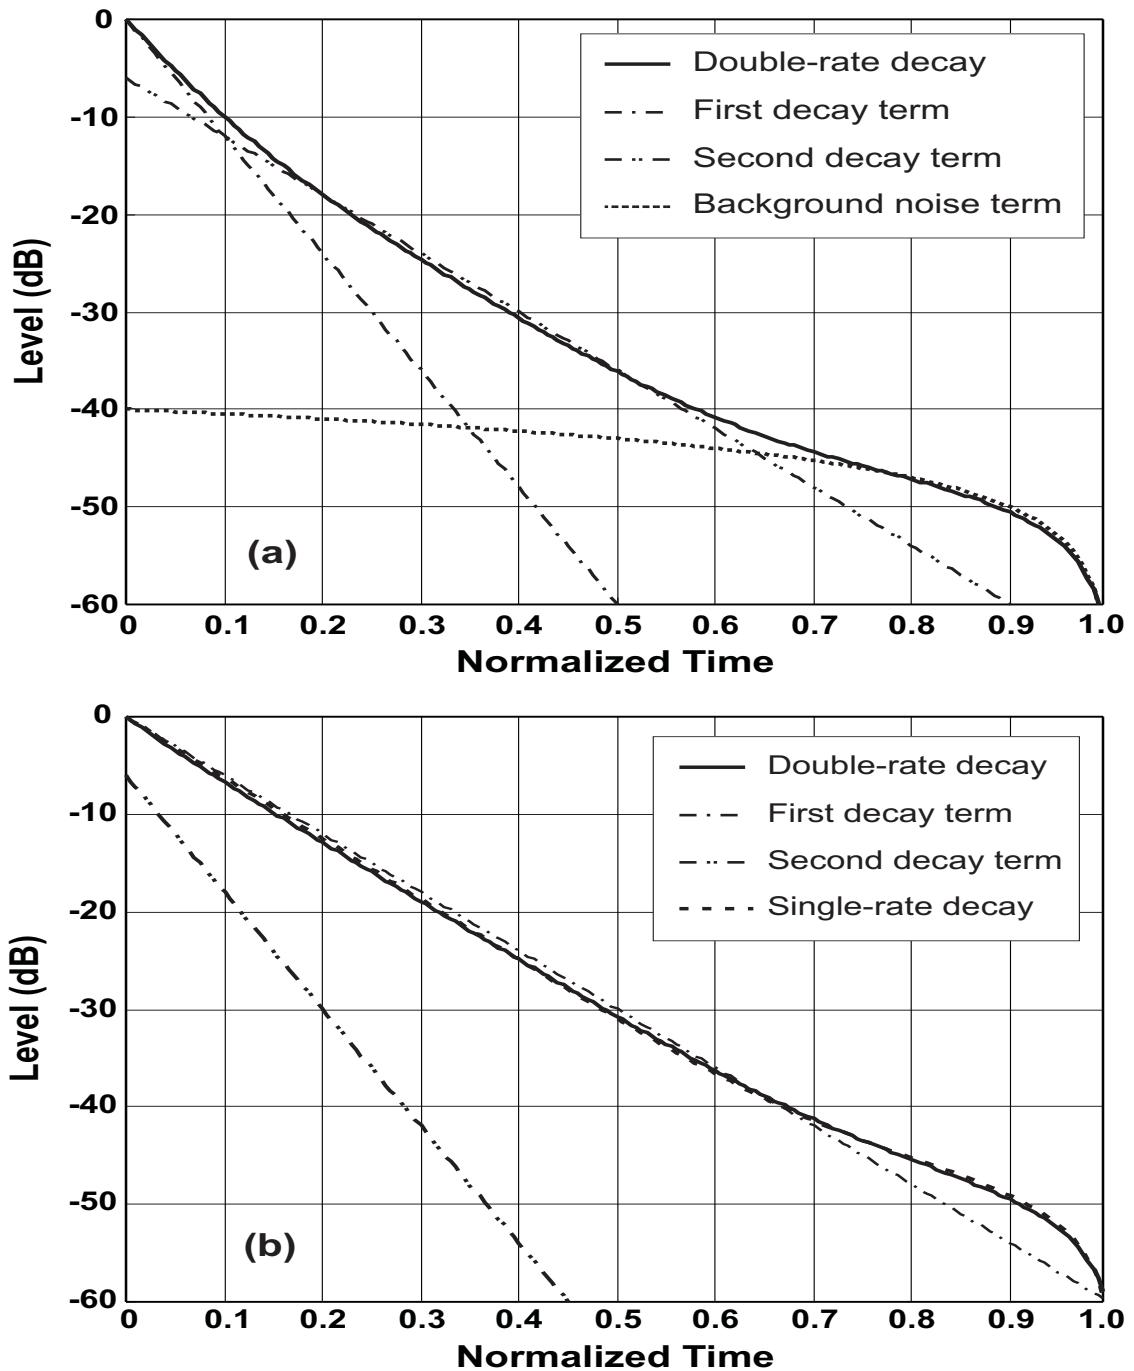 0
-10
-20
-30
-40
-50
-60
Level (dB)
Double-rate decay
First decay term
Second decay term
Background noise term
(a)
0 0.1 0.2 0.3 0.4 0.5 0.6 0.7 0.8 0.9 1.0
Normalized Time
0
-10
-20
-30
-40
-50
-60
Level (dB)
Double-rate decay
First decay term
Second decay term
Single-rate decay
(b)
0 0.1 0.2 0.3 0.4 0.5 0.6 0.7 0.8 0.9 1.0
Normalized Time